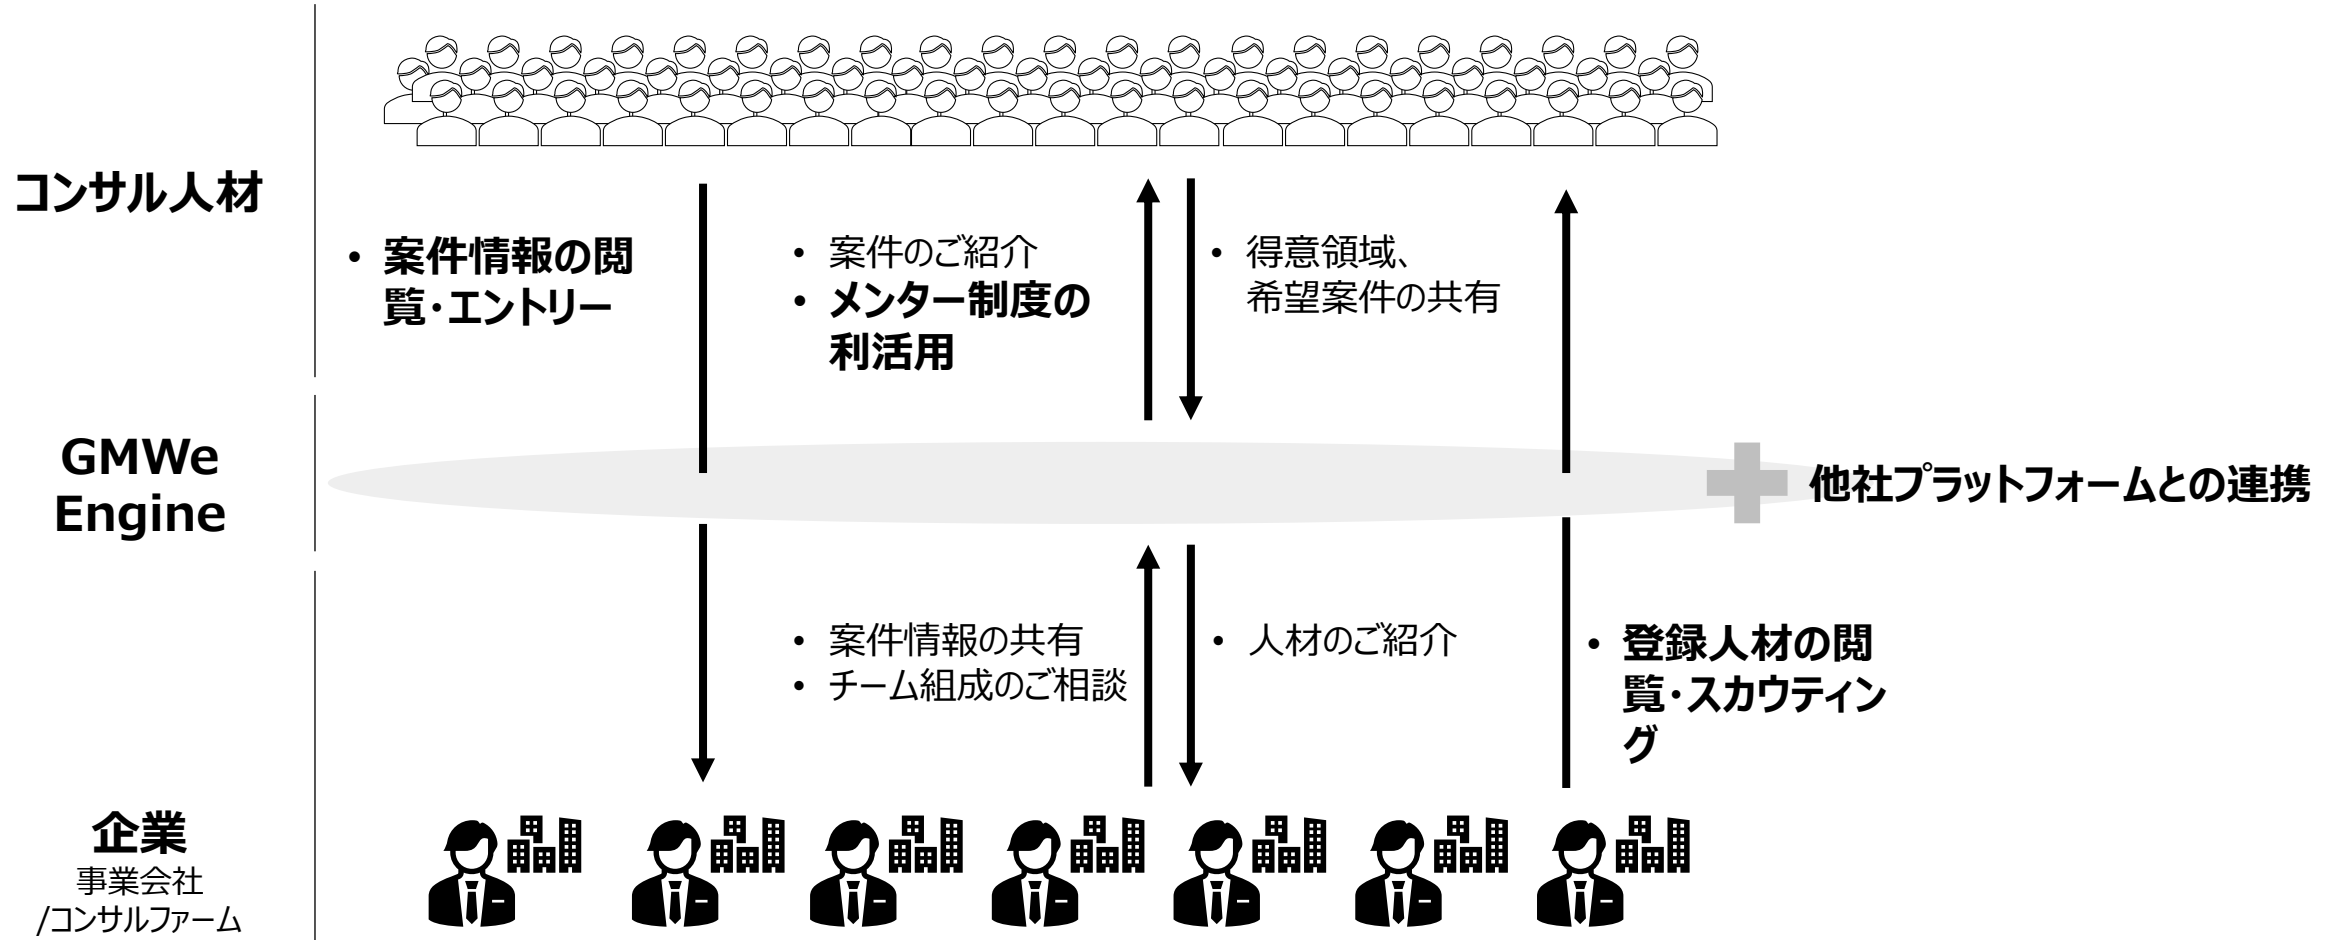 コンサル人材
• 案件情報の閲
覧・エントリー
• 案件のご紹介
• メンター制度の
利活用
• 得意領域、
希望案件の共有
GMWe
Engine
他社プラットフォームとの連携
• 案件情報の共有
• チーム組成のご相談
• 人材のご紹介
• 登録人材の閲
覧・スカウティン
グ
企業
事業会社
/コンサルファーム